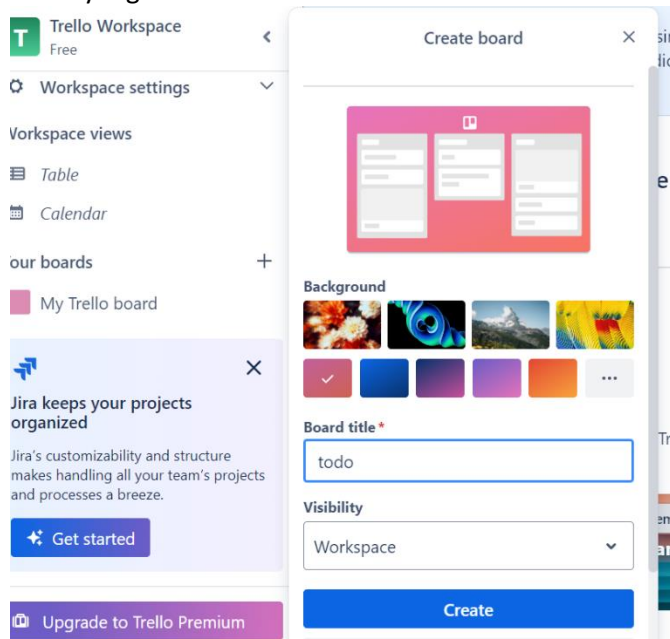 T
Trello Workspace
Free
Workspace settings
Workspace views
Table
Calendar
Your boards
My Trello board
Jira keeps your projects
organized
Jira's customizability and structure
makes handling all your team's projects
and processes a breeze.
Get started
Upgrade to Trello Premium
Create board
Background
Board title *
todo
Visibility
Workspace
Create